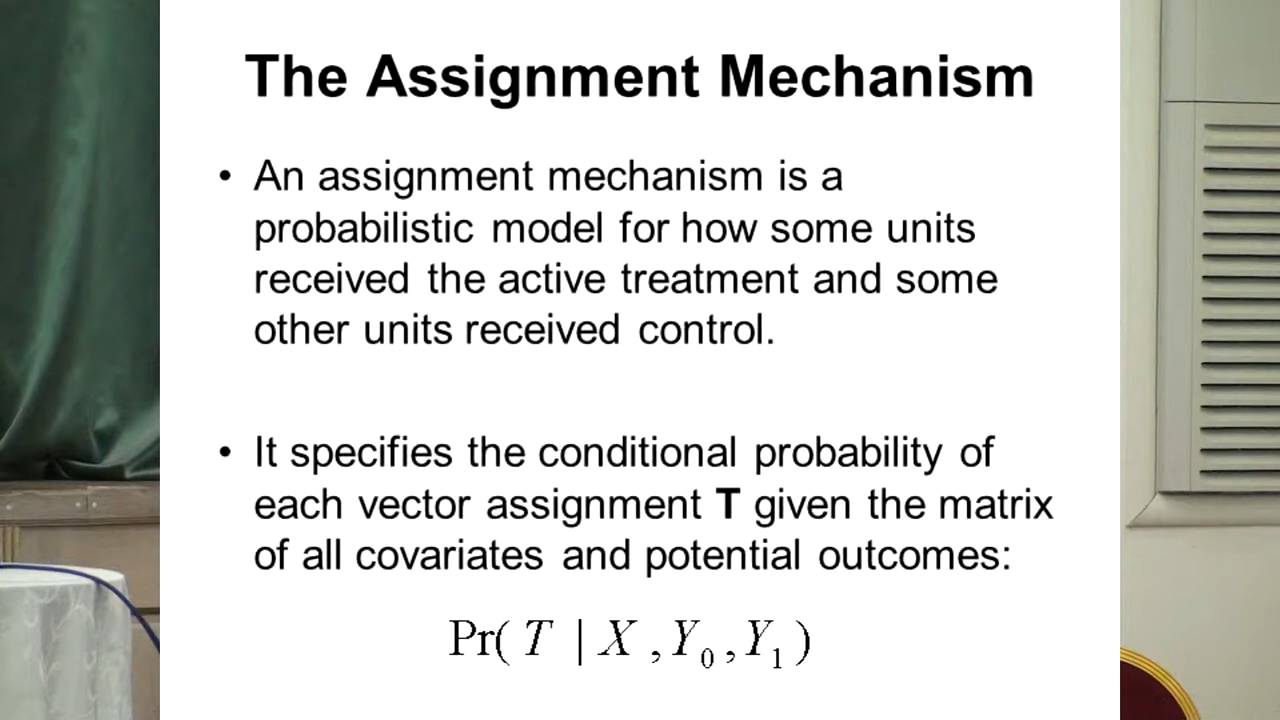 The Assignment Mechanism
• An assignment mechanism is a
probabilistic model for how some units
received the active treatment and some
other units received control.
• It specifies the conditional probability of
each vector assignment T given the matrix
of all covariates and potential outcomes:
Pr( T | X , Y₀ , Y₁ )